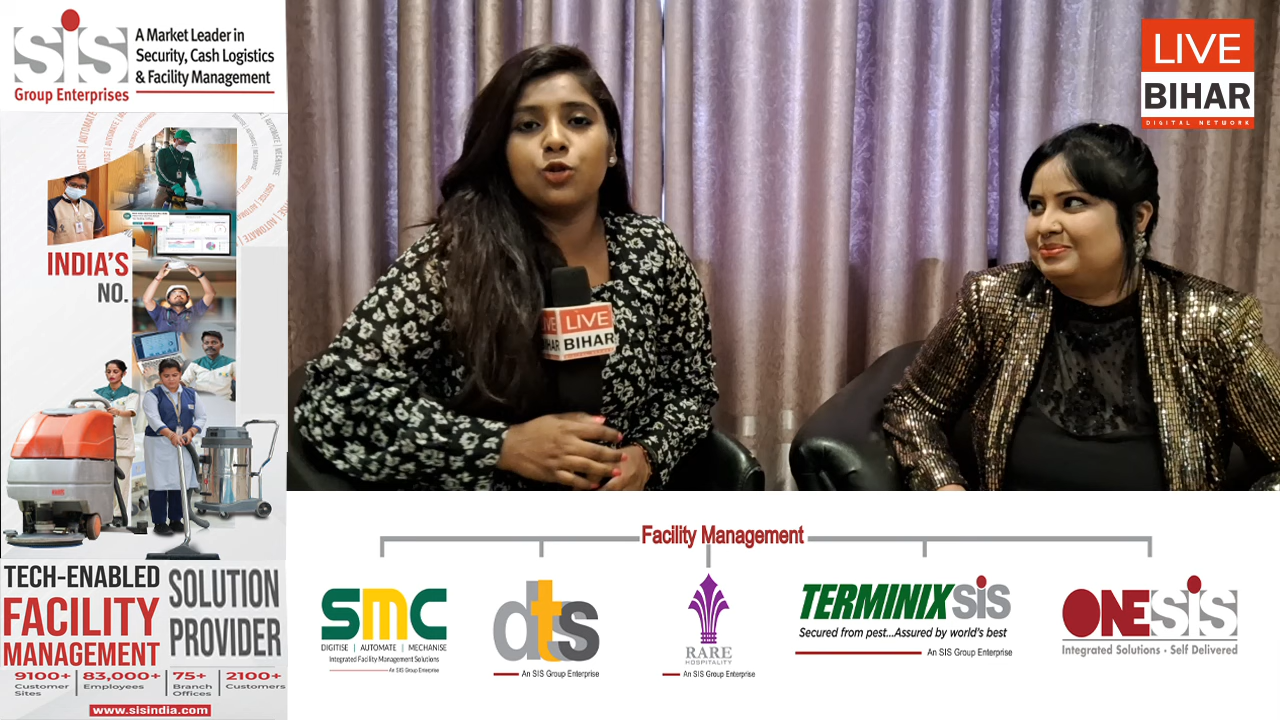 SIS
Group Enterprises
A Market Leader in
Security, Cash Logistics
& Facility Management
INDIA'S
NO.
TECH-ENABLED
FACILITY
MANAGEMENT
SOLUTION
PROVIDER
9100+
Customer
Sites
83,000+
Employees
75+
Branch
Offices
2100+
Customers
www.sisindia.com
LIVE
BIHAR
DIGITAL NETWORK
LIVE
BIHAR
Facility Management
SMC
DIGITISE | AUTOMATE | MECHANISE
Integrated Facility Management Solutions
An SIS Group Enterprise
dts
An SIS Group Enterprise
RARE
HOSPITALITY
An SIS Group Enterprise
TERMINIX SIS
Secured from pest...Assured by world's best
An SIS Group Enterprise
ONE SIS
Integrated Solutions - Self Delivered